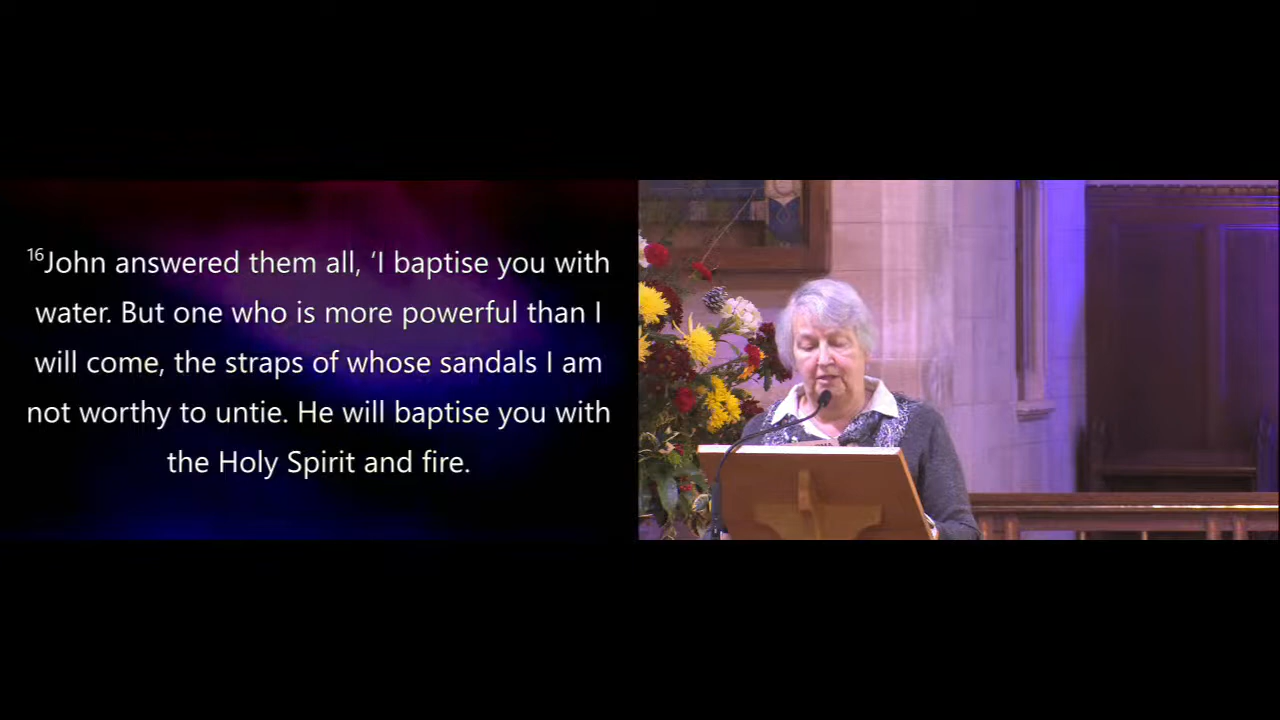 16John answered them all, ‘I baptise you with
water. But one who is more powerful than I
will come, the straps of whose sandals I am
not worthy to untie. He will baptise you with
the Holy Spirit and fire.